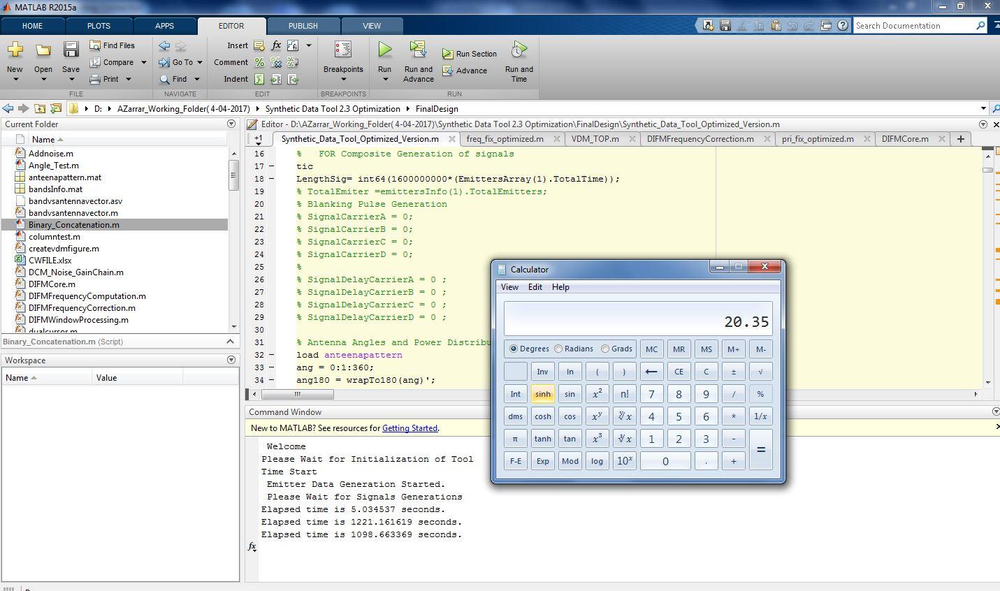 MATLAB R2015a
HOME PLOTS APPS EDITOR PUBLISH VIEW
Search Documentation
New Open Save
Find Files
Compare
Print
Go To
Find
Insert fx
Comment
Indent
Breakpoints
Run
Run and Advance
Run Section
Advance
Run and Time
FILE NAVIGATE EDIT BREAKPOINTS RUN
D: AZarrar_Working_Folder( 4-04-2017) Synthetic Data Tool 2.3 Optimization FinalDesign
Current Folder
Name
Addnoise.m
Angle_Test.m
anteenapattern.mat
bandsInfo.mat
bandvsantennavector.asv
bandvsantennavector.m
Binary_Concatenation.m
columntest.m
createvdmfigure.m
CWFILE.xlsx
DCM_Noise_GainChain.m
DIFMCore.m
DIFMFrequencyComputation.m
DIFMFrequencyCorrection.m
DIFMWindowProcessing.m
dualcursor.m
Binary_Concatenation.m (Script)
Workspace
Name Value
Editor - D:\AZarrar_Working_Folder( 4-04-2017)\Synthetic Data Tool 2.3 Optimization\FinalDesign\Synthetic_Data_Tool_Optimized_Version.m
+1 Synthetic_Data_Tool_Optimized_Version.m freq_fix_optimized.m VDM_TOP.m DIFMFrequencyCorrection.m pri_fix_optimized.m DIFMCore.m +
16 % FOR Composite Generation of signals
17 – tic
18 – LengthSig= int64(1600000000*(EmittersArray(1).TotalTime));
19 % TotalEmiter =emittersInfo(1).TotalEmitters;
20 % Blanking Pulse Generation
21 % SignalCarrierA = 0;
22 % SignalCarrierB = 0;
23 % SignalCarrierC = 0;
24 % SignalCarrierD = 0;
25 %
26 % SignalDelayCarrierA = 0 ;
27 % SignalDelayCarrierB = 0 ;
28 % SignalDelayCarrierC = 0 ;
29 % SignalDelayCarrierD = 0 ;
30
31 % Antenna Angles and Power Distribu
32 – load anteenapattern
33 – ang = 0:1:360;
34 – ang180 = wrapTo180(ang)';
Command Window
New to MATLAB? See resources for Getting Started.
Welcome
Please Wait for Initialization of Tool
Time Start
Emitter Data Generation Started.
Please Wait for Signals Generations
Elapsed time is 5.034537 seconds.
Elapsed time is 1221.161619 seconds.
Elapsed time is 1098.663369 seconds.
fx
Calculator
View Edit Help
20.35
Degrees Radians Grads MC MR MS M+ M-
Inv ln ( ) ← CE C ± √
Int sinh sin x² n! 7 8 9 / %
dms cosh cos xʸ ʸ√x 4 5 6 * 1/x
π tanh tan x³ ³√x 1 2 3 - =
F-E Exp Mod log 10ˣ 0 . +